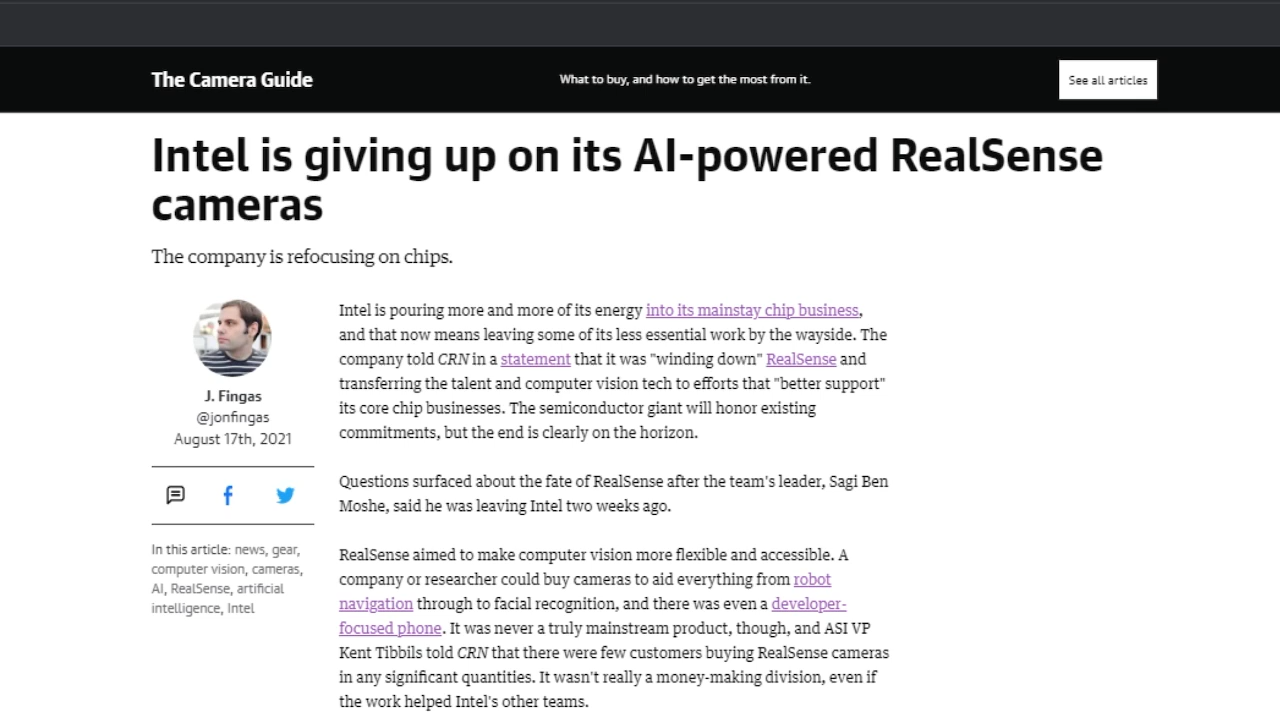 The Camera Guide
What to buy, and how to get the most from it.
See all articles
Intel is giving up on its AI-powered RealSense
cameras
The company is refocusing on chips.
J. Fingas
@jonfingas
August 17th, 2021
In this article: news, gear,
computer vision, cameras,
AI, RealSense, artificial
intelligence, Intel
Intel is pouring more and more of its energy into its mainstay chip business,
and that now means leaving some of its less essential work by the wayside. The
company told CRN in a statement that it was "winding down" RealSense and
transferring the talent and computer vision tech to efforts that "better support"
its core chip businesses. The semiconductor giant will honor existing
commitments, but the end is clearly on the horizon.
Questions surfaced about the fate of RealSense after the team's leader, Sagi Ben
Moshe, said he was leaving Intel two weeks ago.
RealSense aimed to make computer vision more flexible and accessible. A
company or researcher could buy cameras to aid everything from robot
navigation through to facial recognition, and there was even a developer-
focused phone. It was never a truly mainstream product, though, and ASI VP
Kent Tibbils told CRN that there were few customers buying RealSense cameras
in any significant quantities. It wasn't really a money-making division, even if
the work helped Intel's other teams.